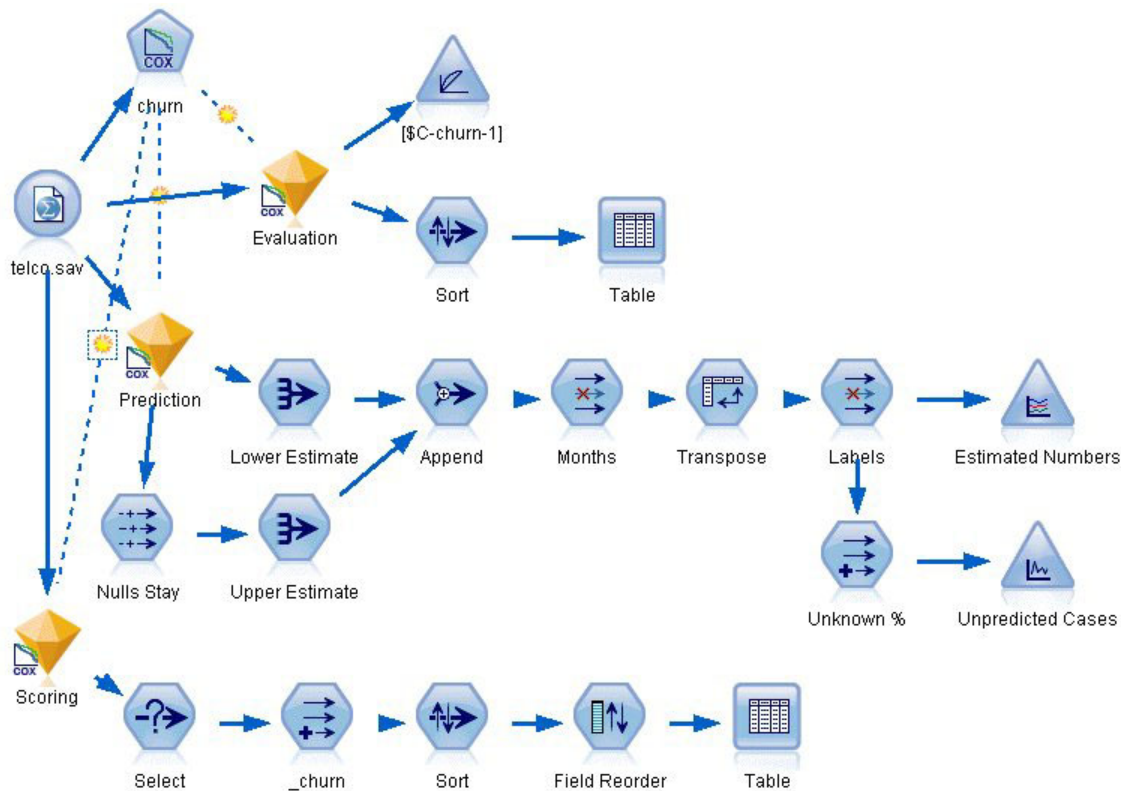 COX
churn
[$C-churn-1]
telco.sav
COX
Evaluation
Sort
Table
COX
Prediction
Lower Estimate
Append
Months
Transpose
Labels
Estimated Numbers
Nulls Stay
Upper Estimate
Unknown %
Unpredicted Cases
COX
Scoring
Select
_churn
Sort
Field Reorder
Table